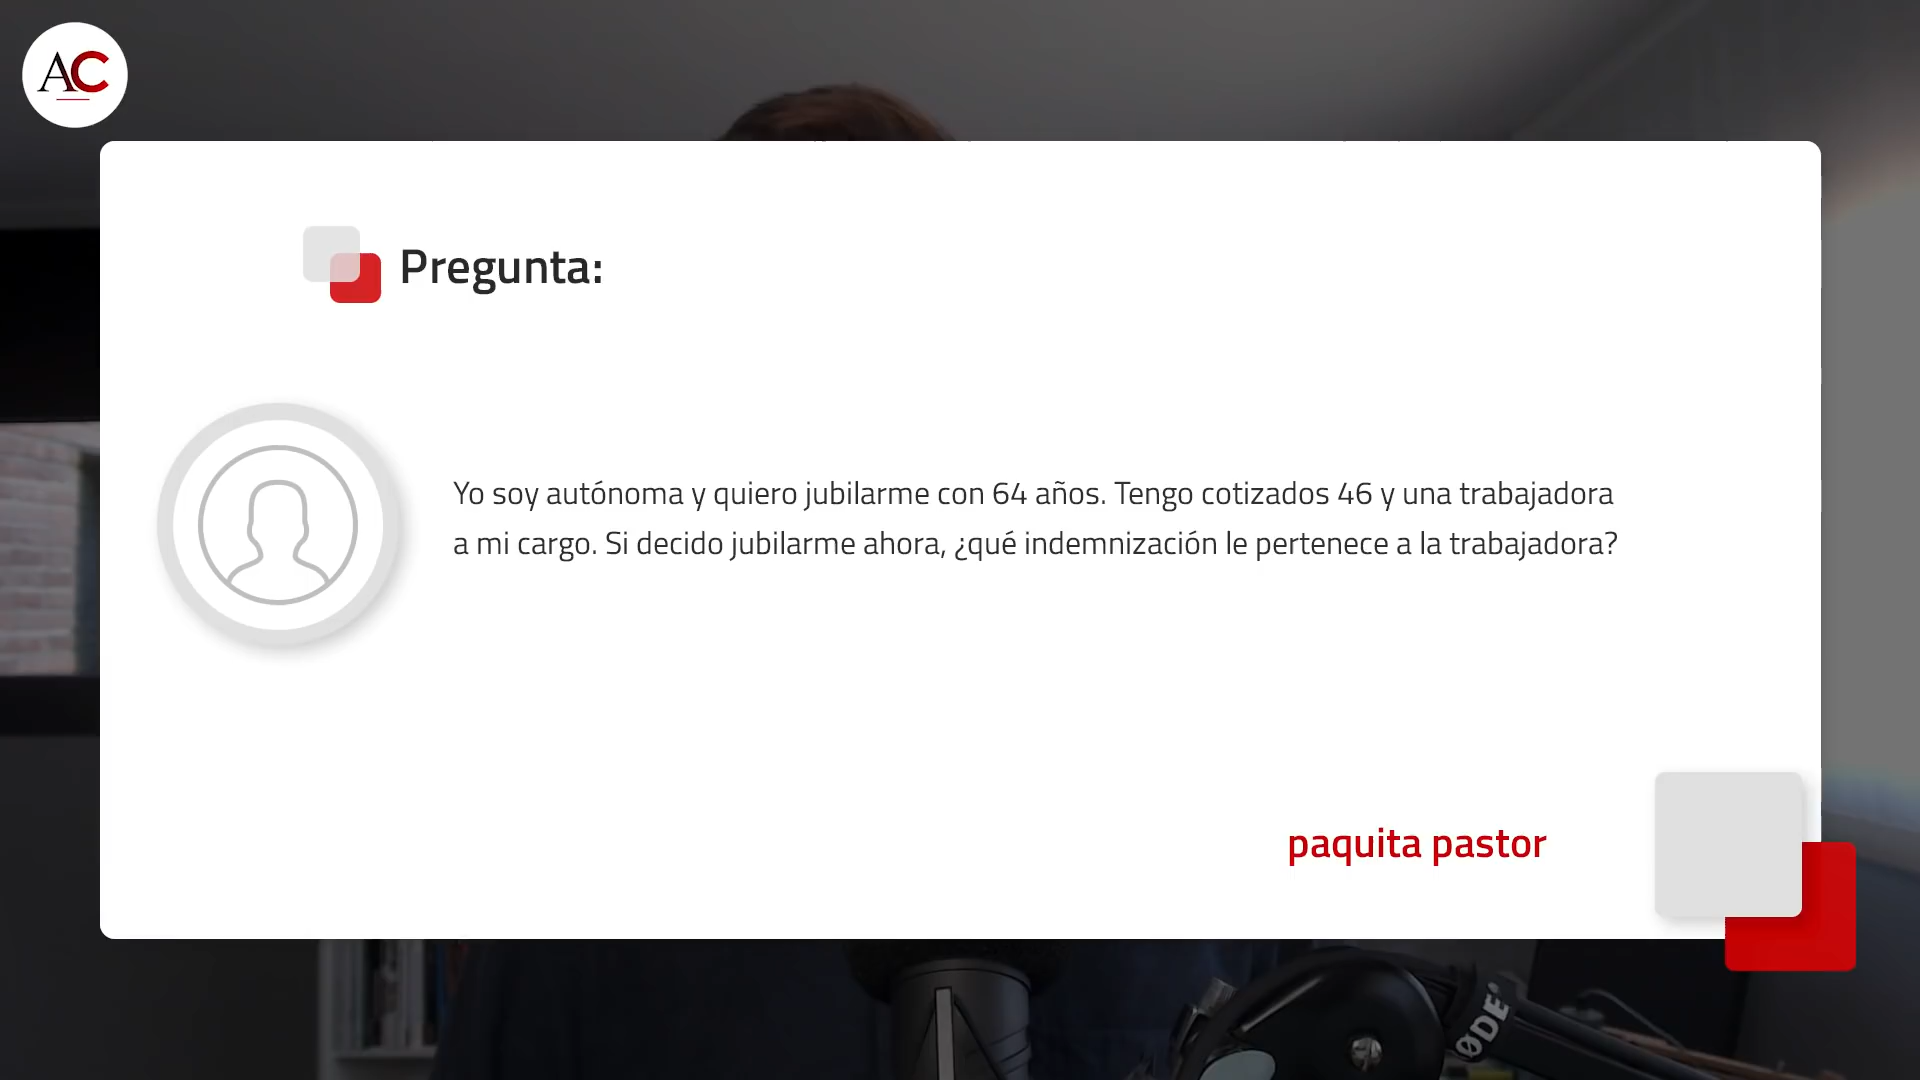 AC
Pregunta:
Yo soy autónoma y quiero jubilarme con 64 años. Tengo cotizados 46 y una trabajadora
a mi cargo. Si decido jubilarme ahora, ¿qué indemnización le pertenece a la trabajadora?
paquita pastor
RØDE